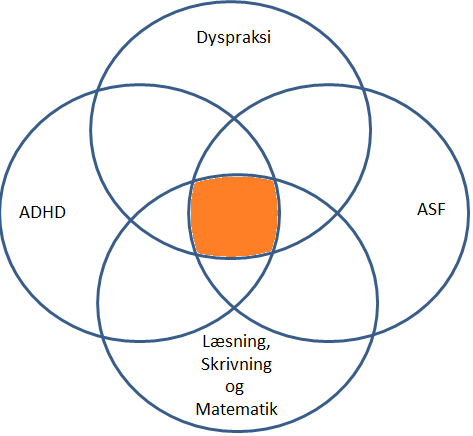 Dyspraksi
ADHD
ASF
Læsning,
Skrivning
og
Matematik